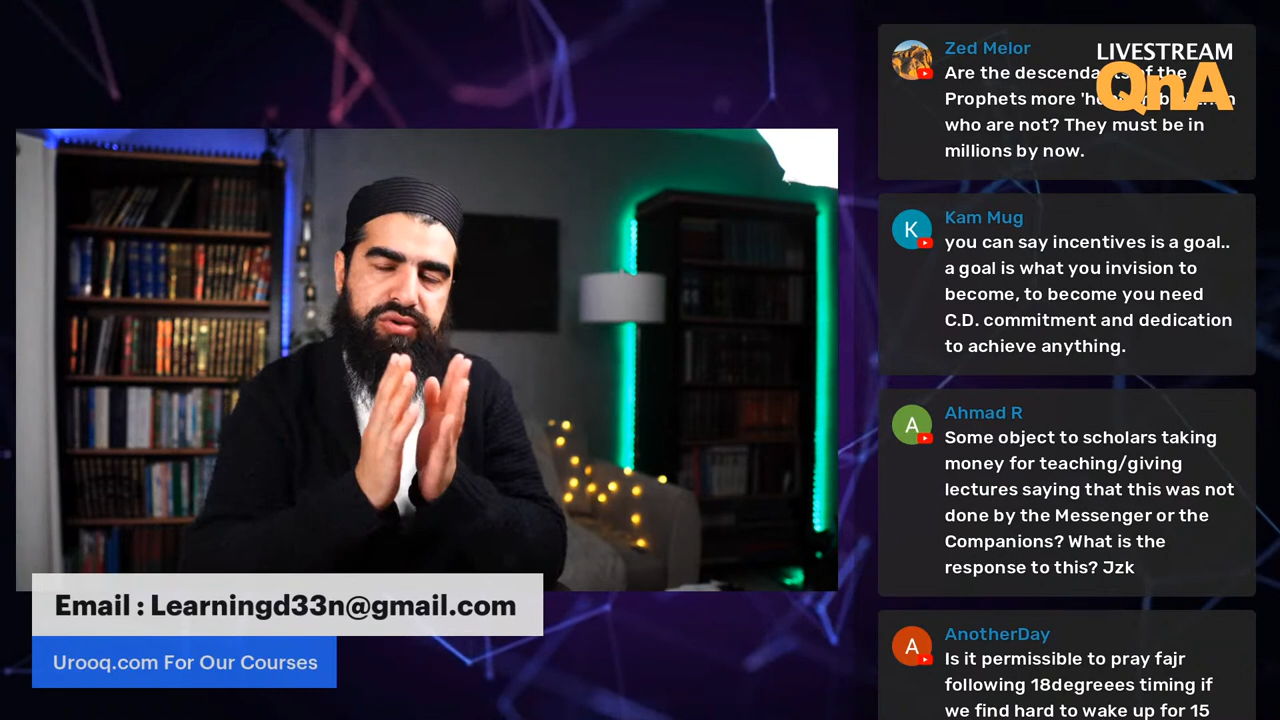 LIVESTREAM
QnA
Zed Melor
Are the of the
Prophets more
who are not? They must be in
millions by now.
Kam Mug
you can say incentives is a goal..
a goal is what you invision to
become, to become you need
C.D. commitment and dedication
to achieve anything.
Ahmad R
Some object to scholars taking
money for teaching/giving
lectures saying that this was not
done by the Messenger or the
Companions? What is the
response to this? Jzk
AnotherDay
Is it permissible to pray fajr
following 18degreees timing if
we find hard to wake up for 15
K
A
A
Email : Learningd33n@gmail.com
Urooq.com For Our Courses